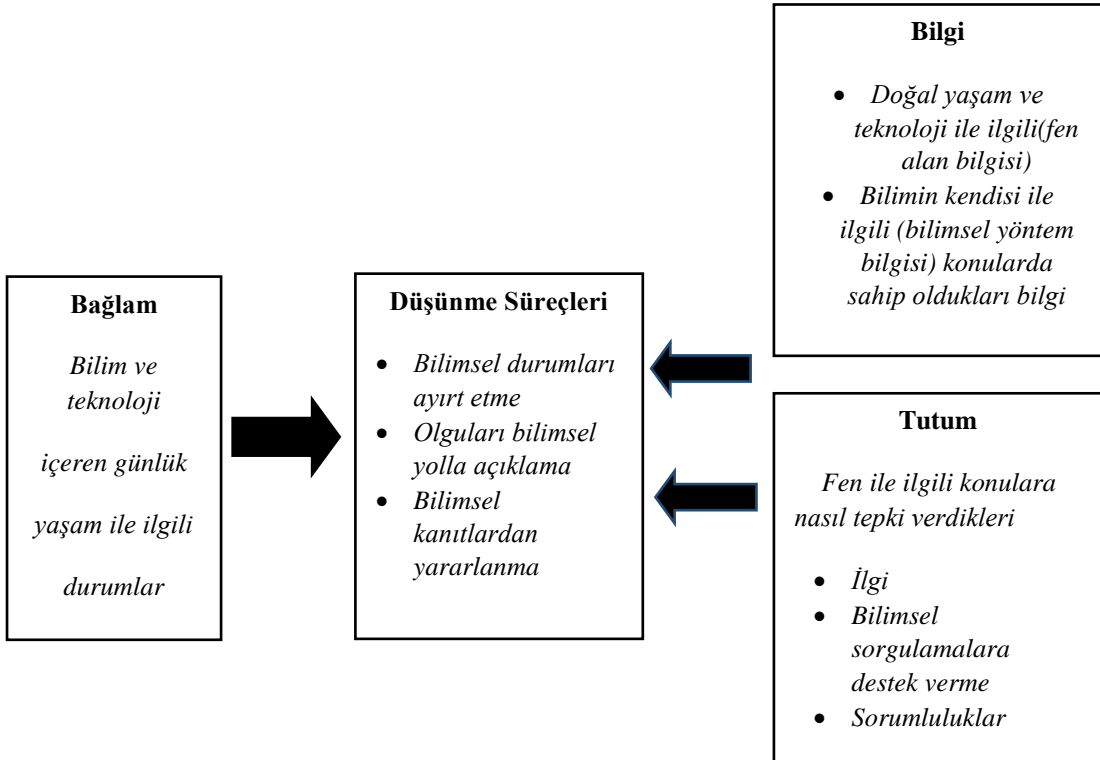 Bağlam
Bilim ve
teknoloji
içeren günlük
yaşam ile ilgili
durumlar
Düşünme Süreçleri
• Bilimsel durumları
ayırt etme
• Olguları bilimsel
yolla açıklama
• Bilimsel
kanıtlardan
yararlanma
Bilgi
• Doğal yaşam ve
teknoloji ile ilgili(fen
alan bilgisi)
• Bilimin kendisi ile
ilgili (bilimsel yöntem
bilgisi) konularda
sahip oldukları bilgi
Tutum
Fen ile ilgili konulara
nasıl tepki verdikleri
• İlgi
• Bilimsel
sorgulamalara
destek verme
• Sorumluluklar